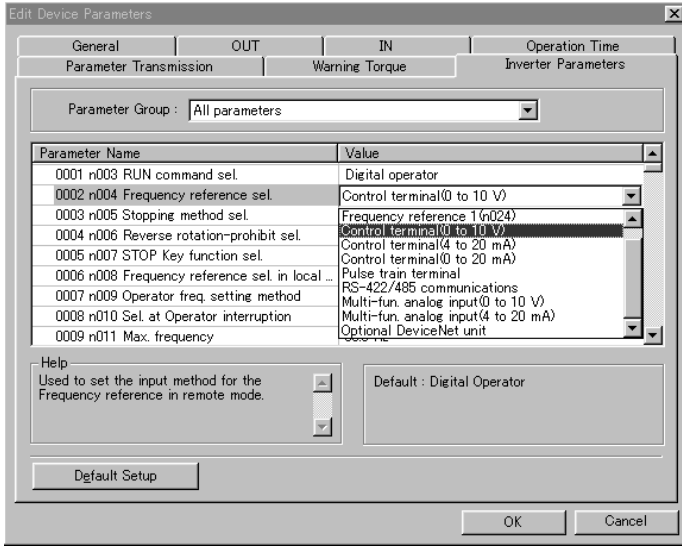 Edit Device Parameters
General OUT IN Operation Time
Parameter Transmission Warning Torque Inverter Parameters
Parameter Group : All parameters
Parameter Name Value
0001 n003 RUN command sel. Digital operator
0002 n004 Frequency reference sel. Control terminal(0 to 10 V)
0003 n005 Stopping method sel. Frequency reference 1(n024)
0004 n006 Reverse rotation-prohibit sel. Control terminal(0 to 10 V)
Control terminal(4 to 20 mA)
0005 n007 STOP Key function sel. Control terminal(0 to 20 mA)
0006 n008 Frequency reference sel. in local ... Pulse train terminal
RS-422/485 communications
0007 n009 Operator freq. setting method Multi-fun. analog input(0 to 10 V)
0008 n010 Sel. at Operator interruption Multi-fun. analog input(4 to 20 mA)
0009 n011 Max. frequency Optional DeviceNet unit
Help
Used to set the input method for the
Frequency reference in remote mode.
Default : Digital Operator
Default Setup
OK Cancel